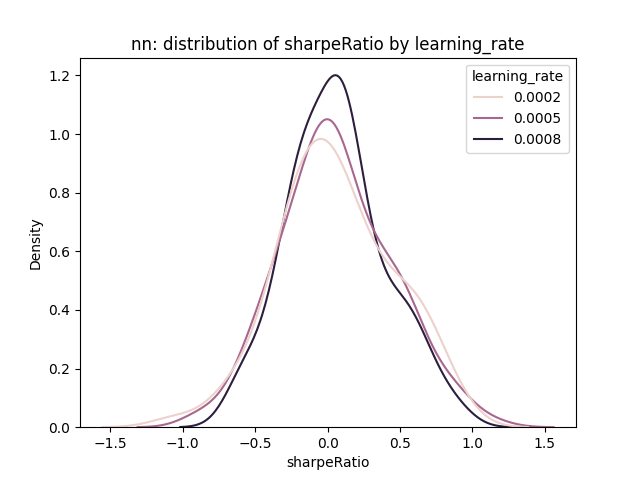 nn: distribution of sharpeRatio by learning_rate
learning_rate
0.0002
0.0005
0.0008
Density
1.2
1.0
0.8
0.6
0.4
0.2
0.0
−1.5 −1.0 −0.5 0.0 0.5 1.0 1.5
sharpeRatio